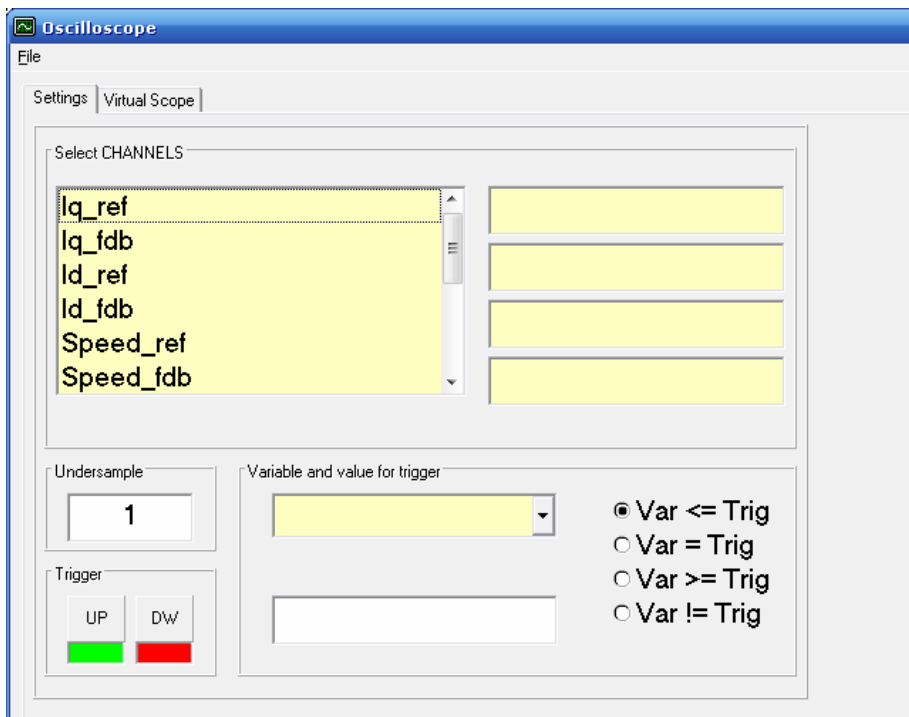 Oscilloscope
File
Settings
Virtual Scope
Select CHANNELS
Iq_ref
Iq_fdb
Id_ref
Id_fdb
Speed_ref
Speed_fdb
Undersample
1
Variable and value for trigger
Var <= Trig
Var = Trig
Var >= Trig
Var != Trig
Trigger
UP
DW